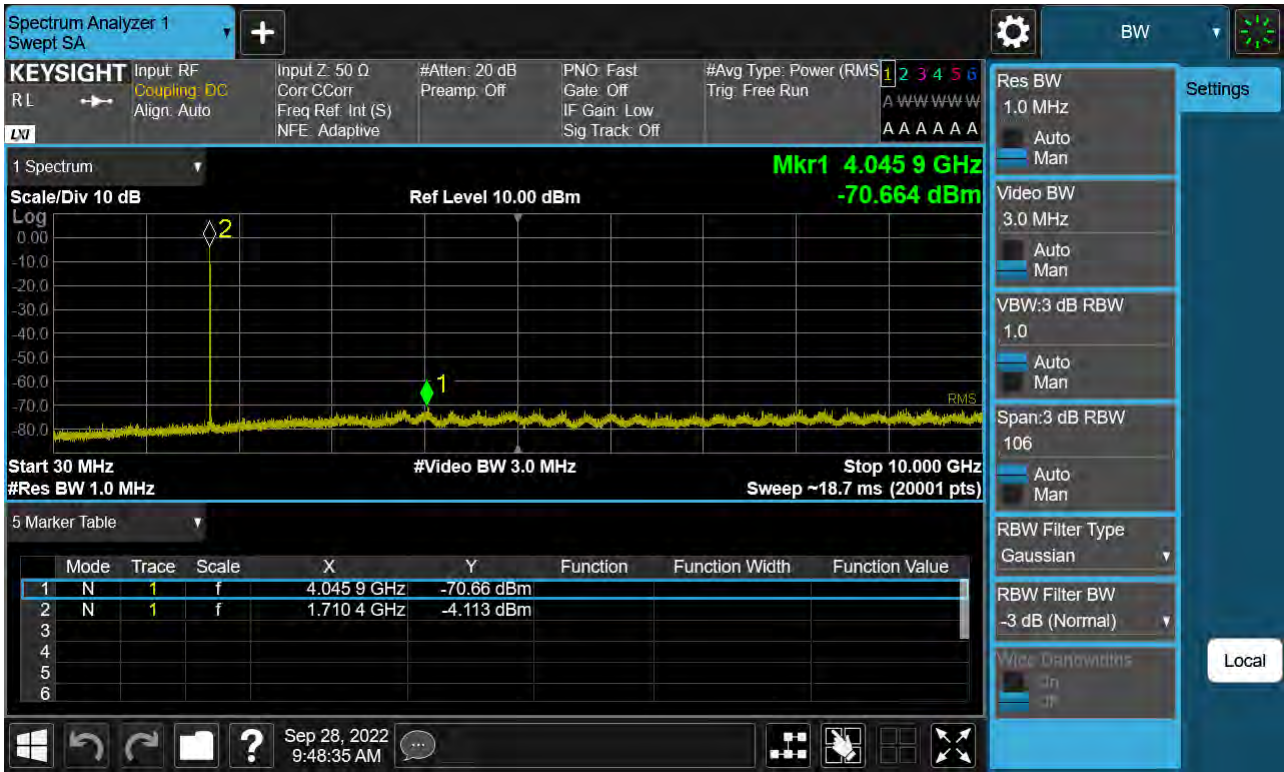 Spectrum Analyzer 1
Swept SA
BW
KEYSIGHT
RL
LXI
Input: RF
Coupling: DC
Align: Auto
Input Z: 50 Ω
Corr CCorr
Freq Ref: Int (S)
NFE: Adaptive
#Atten: 20 dB
Preamp: Off
PNO: Fast
Gate: Off
IF Gain: Low
Sig Track: Off
#Avg Type: Power (RMS
Trig: Free Run
1 2 3 4 5 6
A W W W W W
A A A A A A
1 Spectrum
Mkr1 4.045 9 GHz
Scale/Div 10 dB
Ref Level 10.00 dBm
-70.664 dBm
Log
0.00
-10.0
-20.0
-30.0
-40.0
-50.0
-60.0
-70.0
-80.0
2
1
RMS
Start 30 MHz
#Video BW 3.0 MHz
Stop 10.000 GHz
#Res BW 1.0 MHz
Sweep ~18.7 ms (20001 pts)
5 Marker Table
Mode Trace Scale X Y Function Function Width Function Value
1 N 1 f 4.045 9 GHz -70.66 dBm
2 N 1 f 1.710 4 GHz -4.113 dBm
3
4
5
6
Sep 28, 2022
9:48:35 AM
Res BW
1.0 MHz
Auto
Man
Video BW
3.0 MHz
Auto
Man
VBW:3 dB RBW
1.0
Auto
Man
Span:3 dB RBW
106
Auto
Man
RBW Filter Type
Gaussian
RBW Filter BW
-3 dB (Normal)
Settings
Local